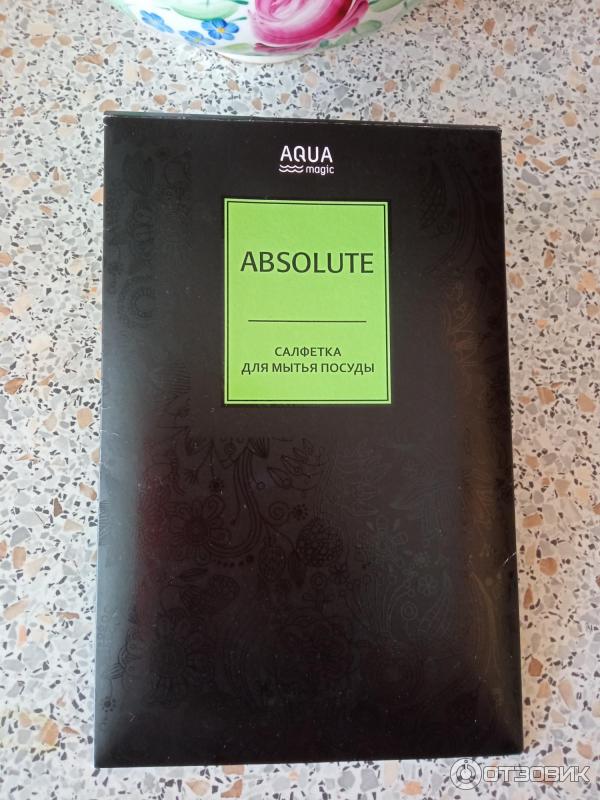 AQUA
magic
ABSOLUTE
САЛФЕТКА
ДЛЯ МЫТЬЯ ПОСУДЫ
ОТЗОВИК